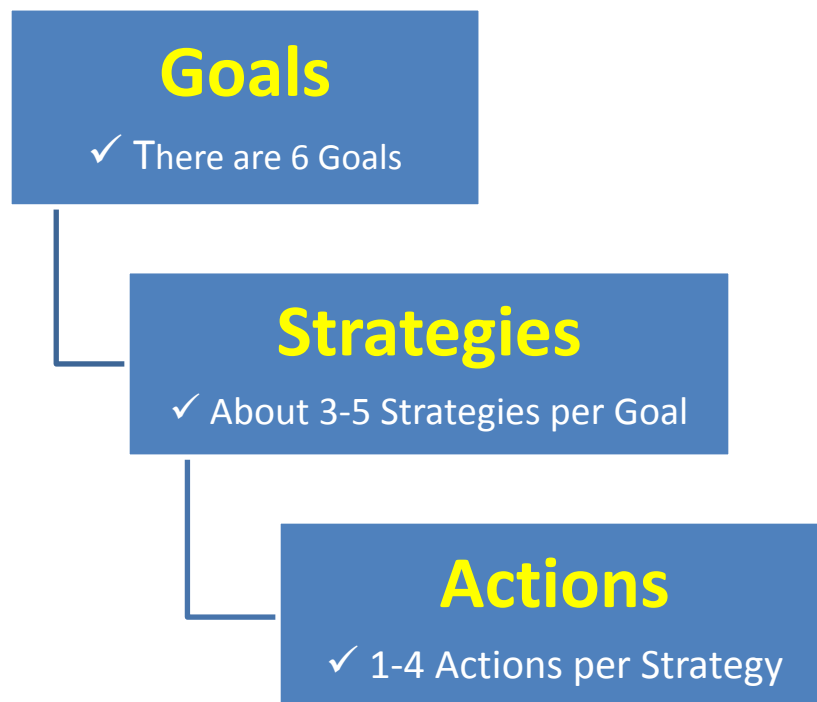 Goals
✓ There are 6 Goals
Strategies
✓ About 3-5 Strategies per Goal
Actions
✓ 1-4 Actions per Strategy